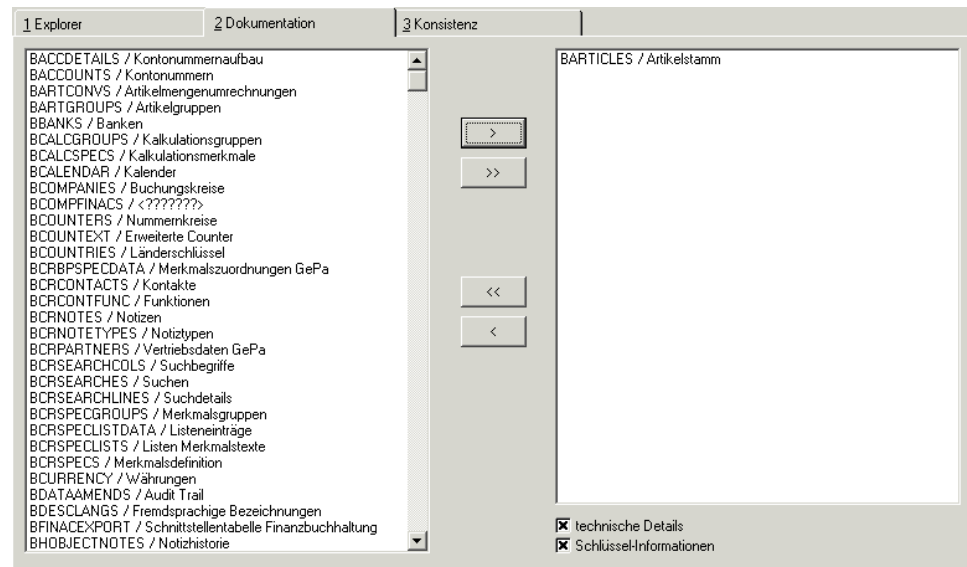 1 Explorer
2 Dokumentation
3 Konsistenz
BACCDETAILS / Kontonummernaufbau
BACCOUNTS / Kontonummern
BARTCONVS / Artikelmengenumrechnungen
BARTGROUPS / Artikelgruppen
BBANKS / Banken
BCALCGROUPS / Kalkulationsgruppen
BCALCSPECS / Kalkulationsmerkmale
BCALENDAR / Kalender
BCOMPANIES / Buchungskreise
BCOMPFINACS / <???????>
BCOUNTERS / Nummernkreise
BCOUNTEXT / Erweiterte Counter
BCOUNTRIES / Länderschlüssel
BCRBPSPECDATA / Merkmalszuordnungen GePa
BCRCONTACTS / Kontakte
BCRCONTFUNC / Funktionen
BCRNOTES / Notizen
BCRNOTETYPES / Notiztypen
BCRPARTNERS / Vertriebsdaten GePa
BCRSEARCHCOLS / Suchbegriffe
BCRSEARCHES / Suchen
BCRSEARCHLINES / Suchdetails
BCRSPECGROUPS / Merkmalsgruppen
BCRSPECLISTDATA / Listeneinträge
BCRSPECLISTS / Listen Merkmalstexte
BCRSPECS / Merkmalsdefinition
BCURRENCY / Währungen
BDATAAMENDS / Audit Trail
BDESCLANGS / Fremdsprachige Bezeichnungen
BFINACEXPORT / Schnittstellentabelle Finanzbuchhaltung
BHOBJECTNOTES / Notizhistorie
>
>>
<<
<
BARTICLES / Artikelstamm
technische Details
Schlüssel-Informationen